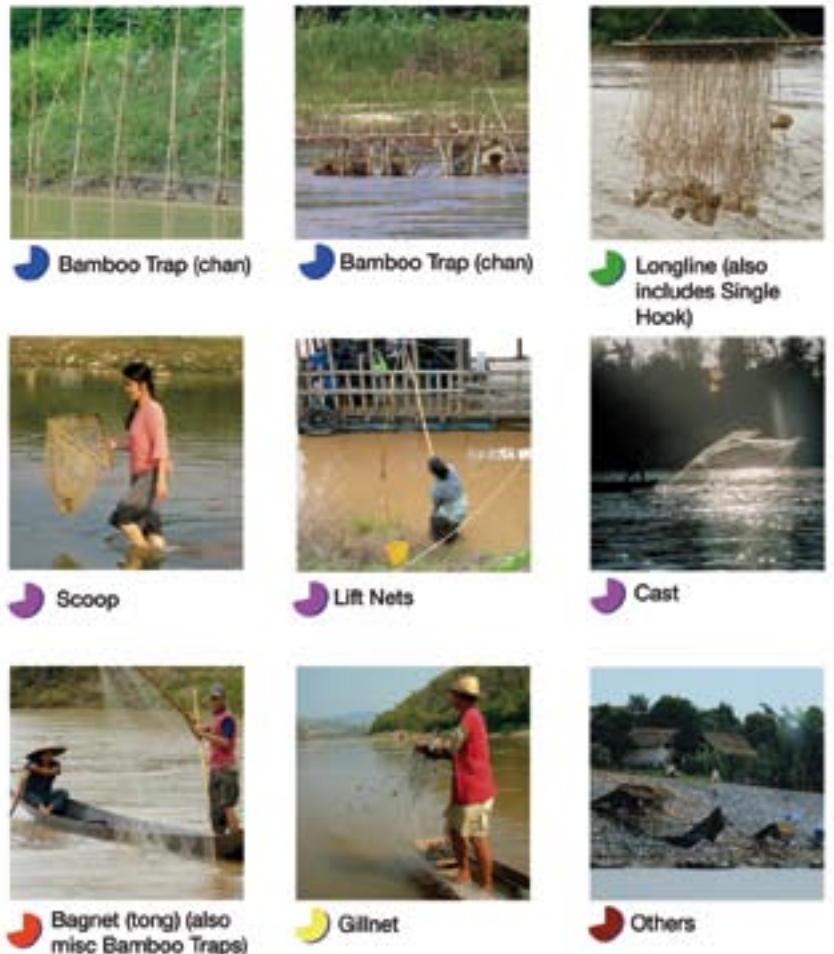 Bamboo Trap (chan)
Bamboo Trap (chan)
Longline (also
includes Single
Hook)
Scoop
Lift Nets
Cast
Bagnet (tong) (also
misc Bamboo Traps)
Gillnet
Others